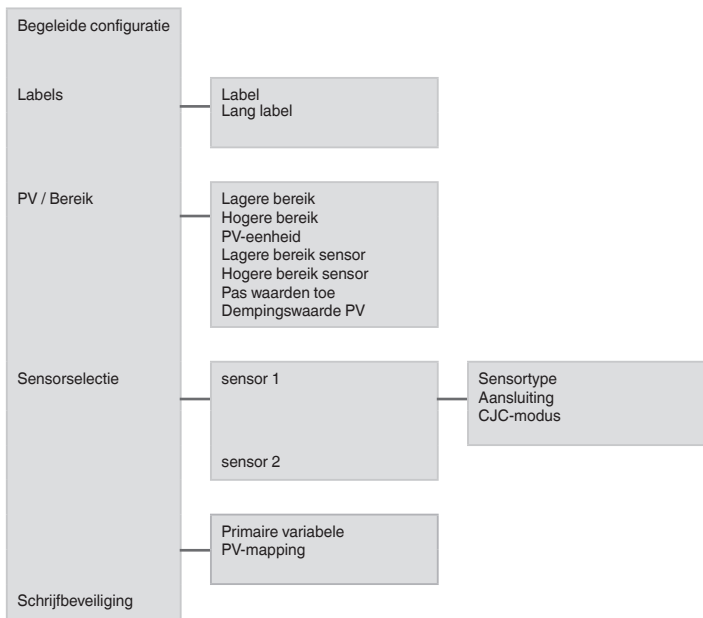 Begeleide configuratie
Labels
Label
Lang label
PV / Bereik
Lagere bereik
Hogere bereik
PV-eenheid
Lagere bereik sensor
Hogere bereik sensor
Pas waarden toe
Dempingswaarde PV
Sensorselectie
sensor 1
Sensortype
Aansluiting
CJC-modus
sensor 2
Primaire variabele
PV-mapping
Schrijfbeveiliging